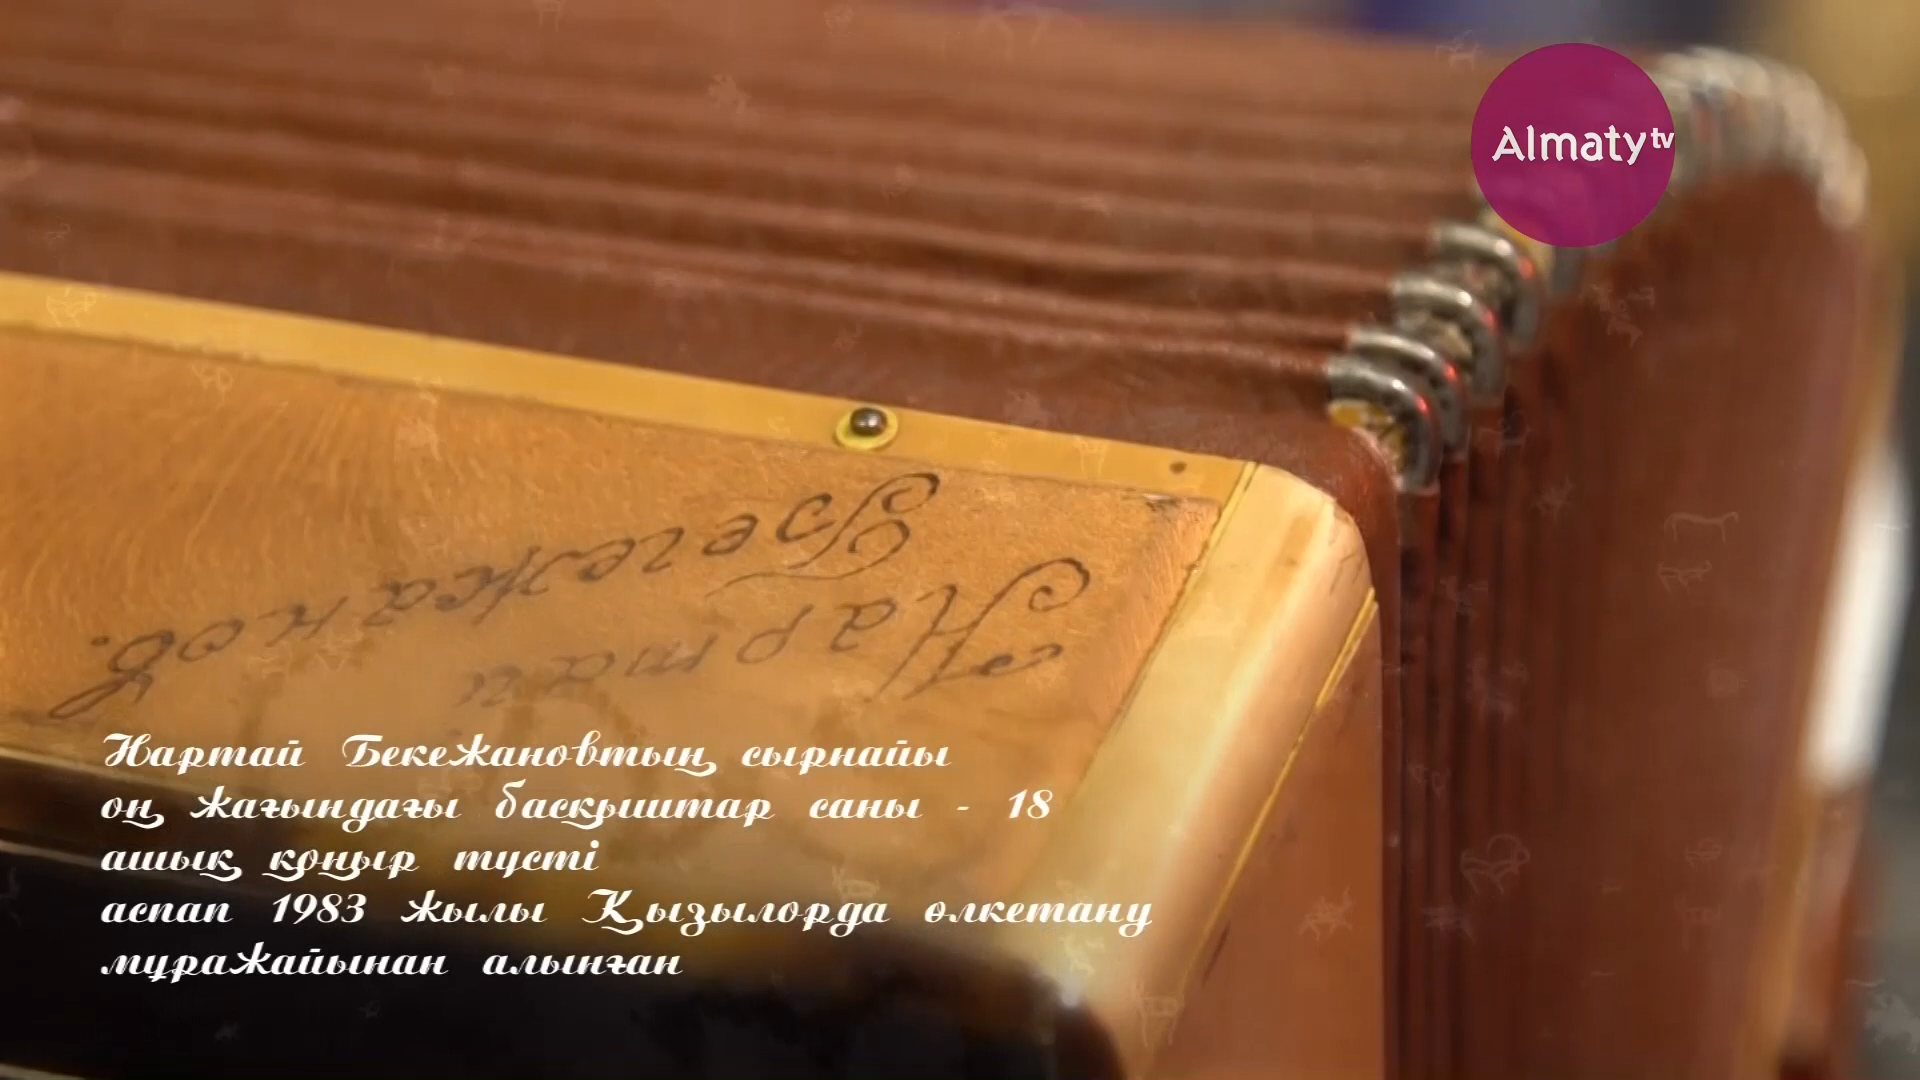 Almaty tv
Нартай
Бегежанов.
Нартай Бекежановтың сырнайы
оң жағындағы басқыштар саны - 18
ашық қоңыр түсті
аспап 1983 жылы Қызылорда өлкетану
мұражайынан алынған